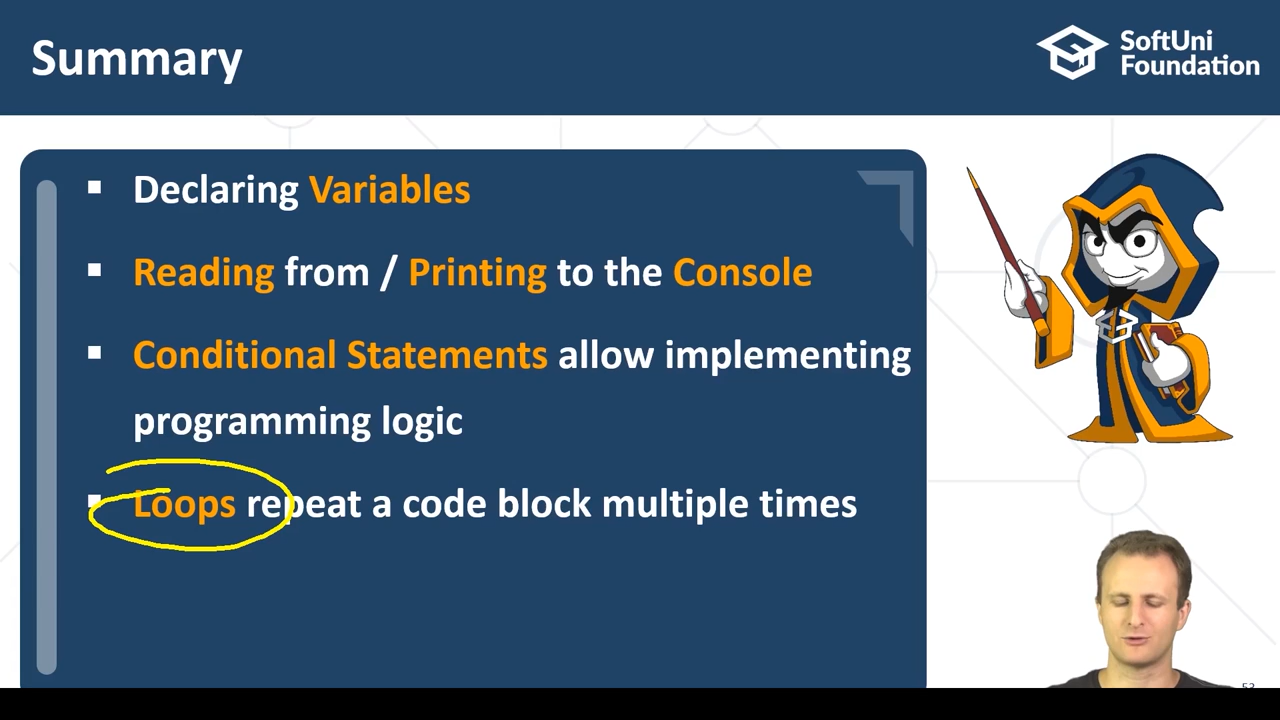 Summary
SoftUni
Foundation
▪ Declaring Variables
▪ Reading from / Printing to the Console
▪ Conditional Statements allow implementing
programming logic
▪ Loops repeat a code block multiple times